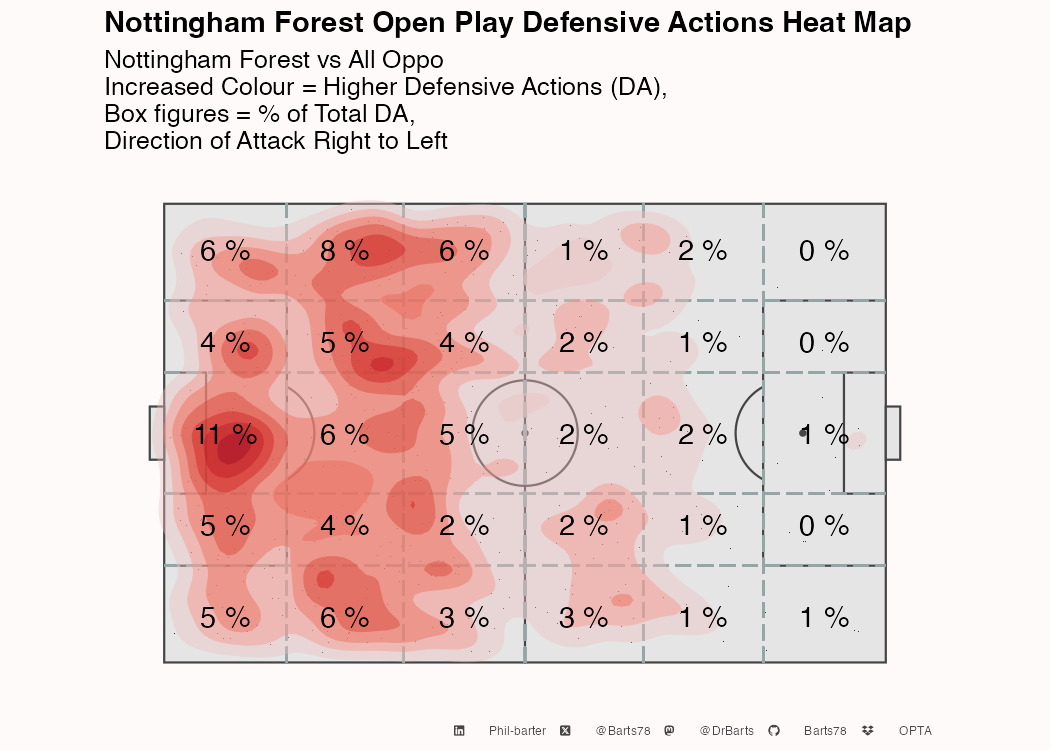 Nottingham Forest Open Play Defensive Actions Heat Map
Nottingham Forest vs All Oppo
Increased Colour = Higher Defensive Actions (DA),
Box figures = % of Total DA,
Direction of Attack Right to Left
6 % 8 % 6 % 1 % 2 % 0 %
4 % 5 % 4 % 2 % 1 % 0 %
11 % 6 % 5 % 2 % 2 % 1 %
5 % 4 % 2 % 2 % 1 % 0 %
5 % 6 % 3 % 3 % 1 % 1 %
Phil-barter @Barts78 @DrBarts Barts78 OPTA